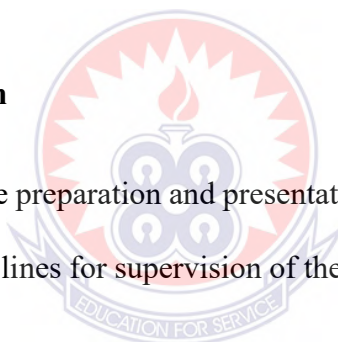 n
e preparation and presentat
lines for supervision of the
EDUCATION FOR SERVICE